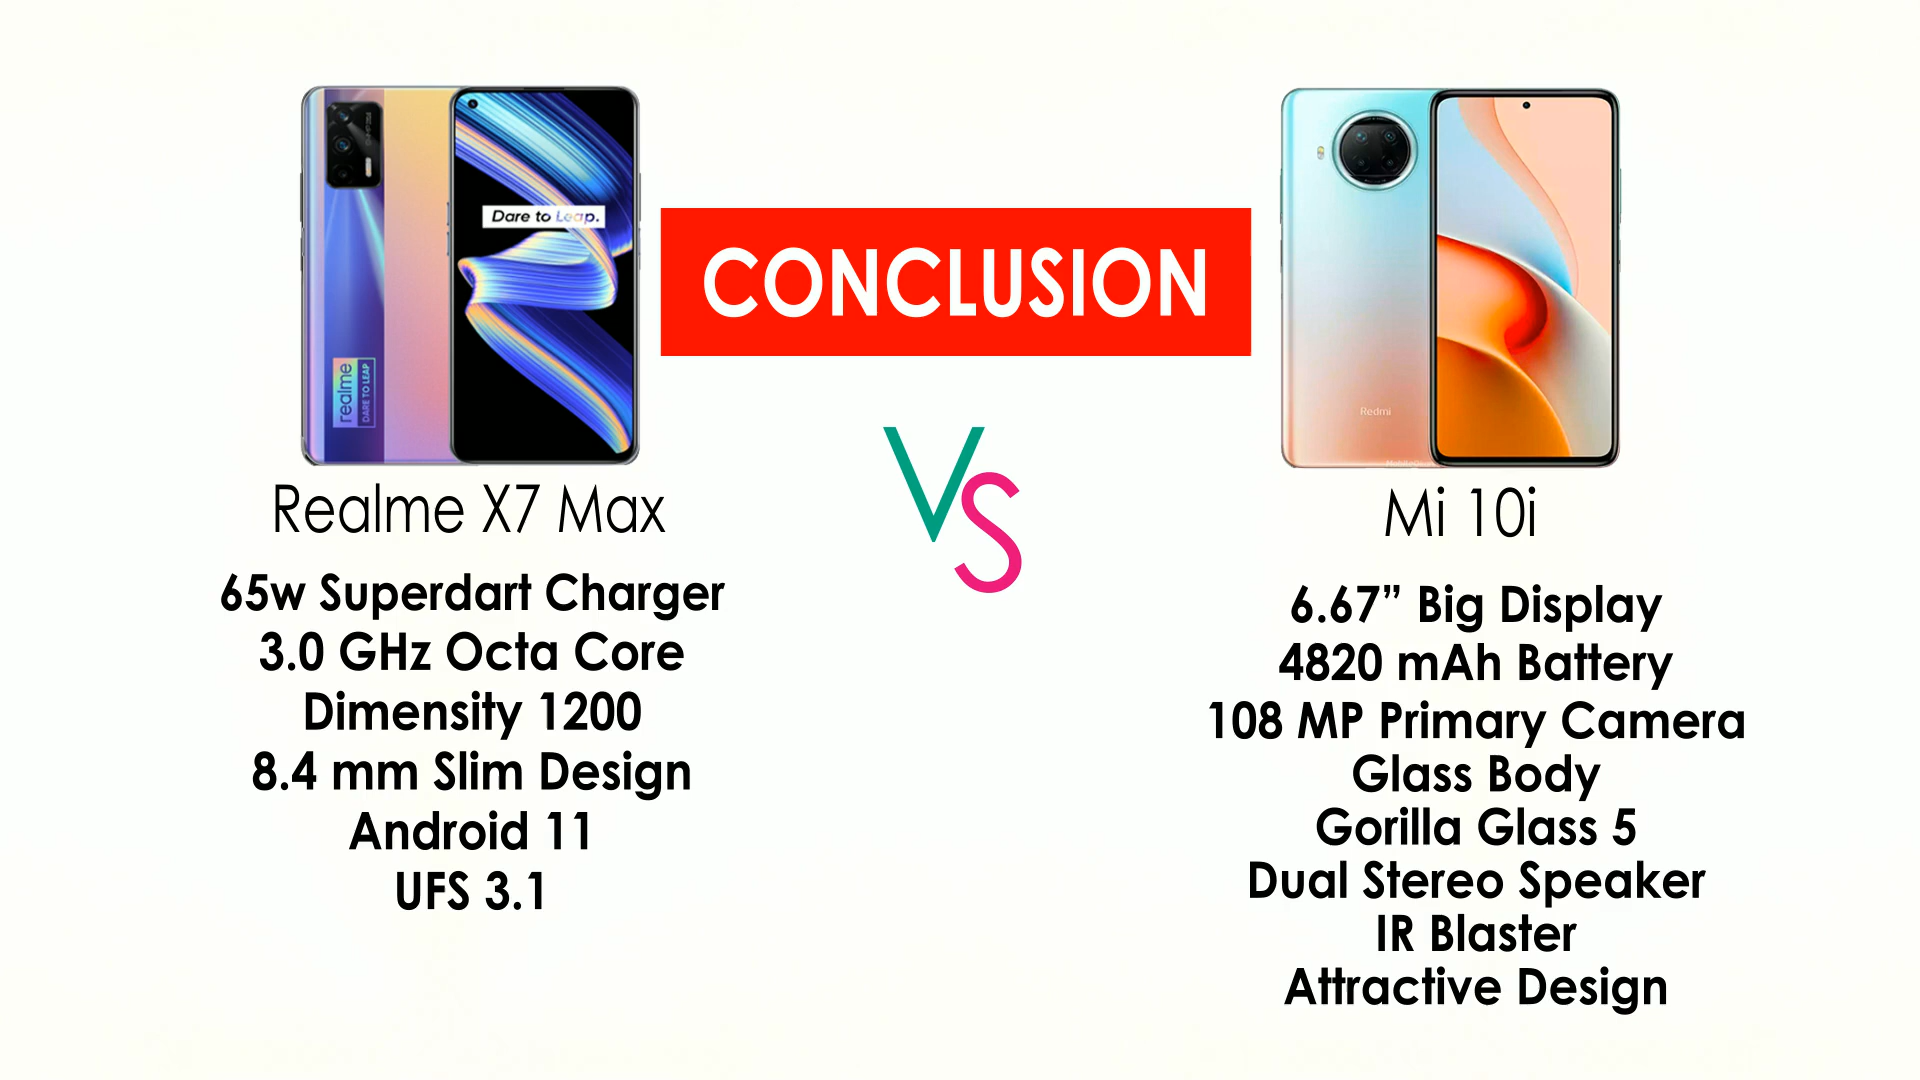 CONCLUSION
Dare to Leap.
realme
DARE TO LEAP
Redmi
Realme X7 Max
65w Superdart Charger
3.0 GHz Octa Core
Dimensity 1200
8.4 mm Slim Design
Android 11
UFS 3.1
VS
Mi 10i
6.67” Big Display
4820 mAh Battery
108 MP Primary Camera
Glass Body
Gorilla Glass 5
Dual Stereo Speaker
IR Blaster
Attractive Design